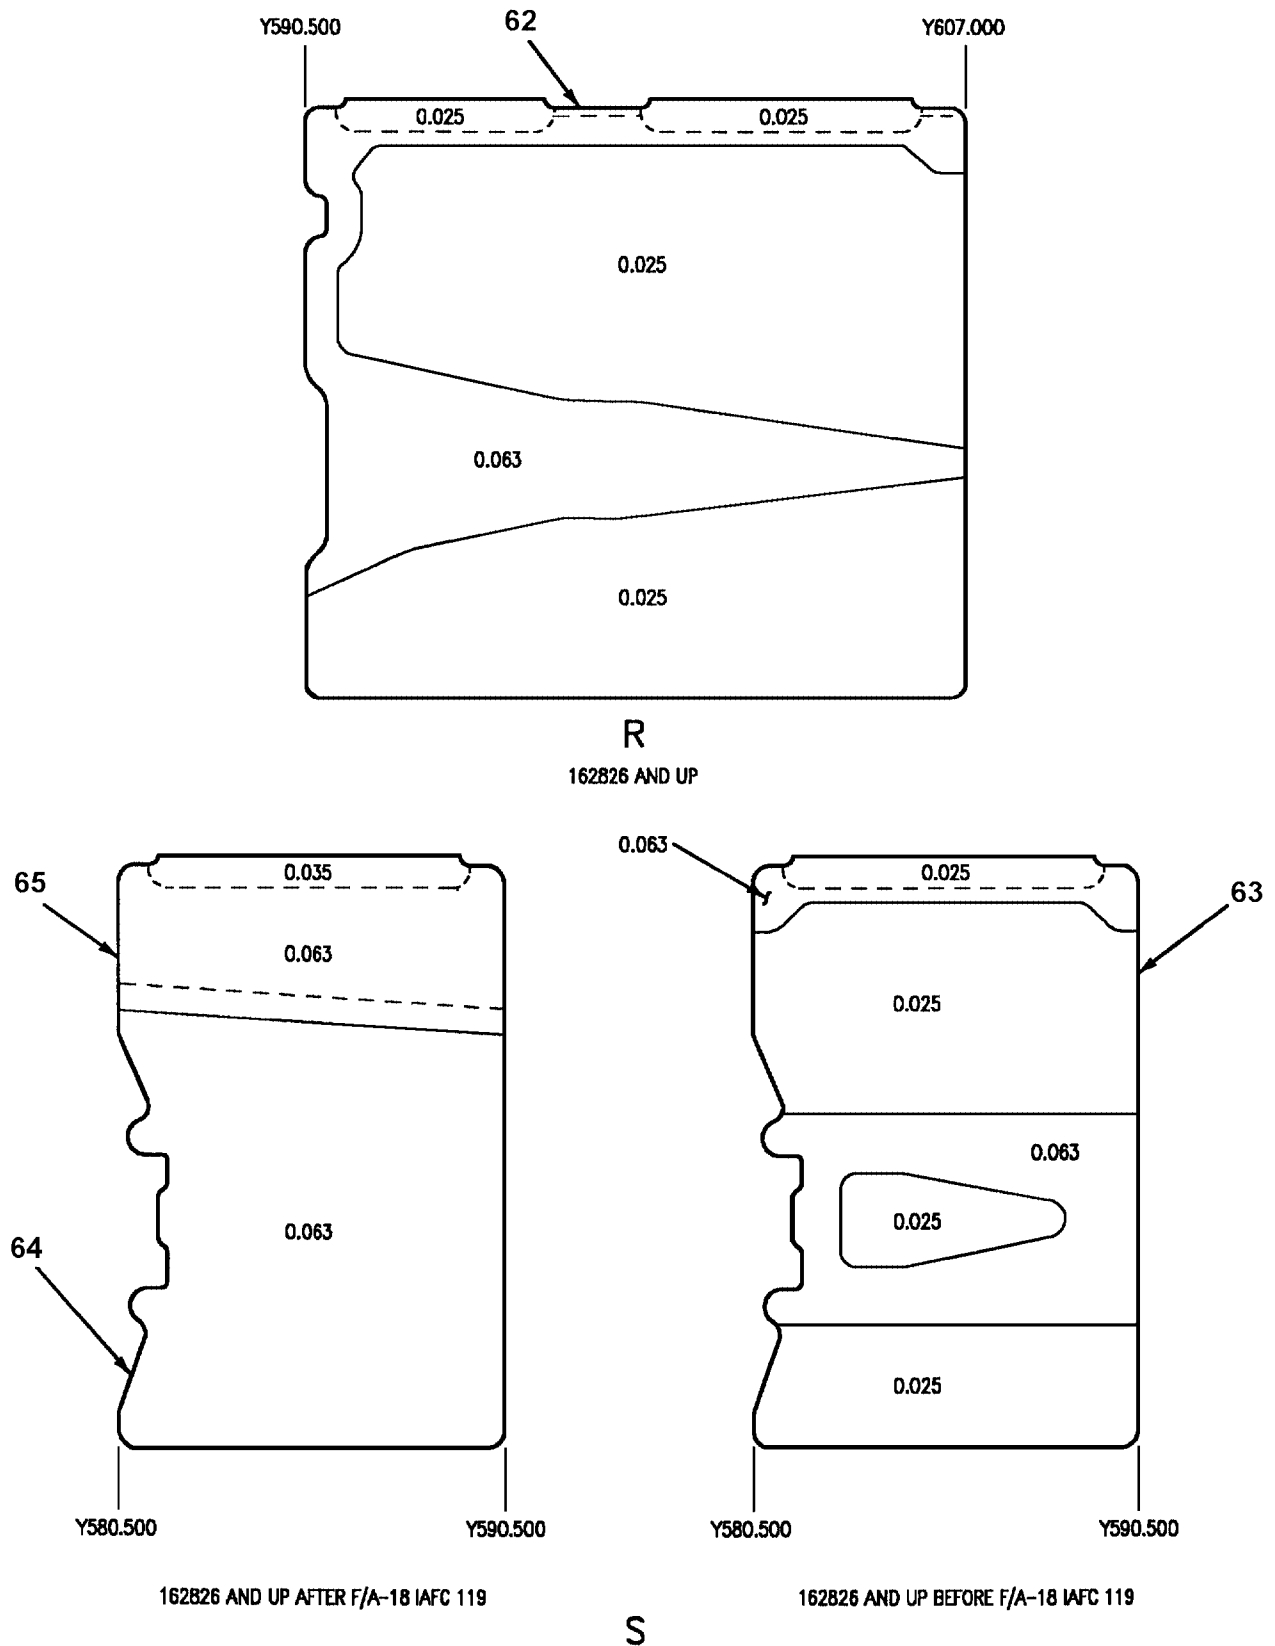 Y590.500
62
Y607.000
0.025
0.025
0.025
0.063
0.025
R
162826 AND UP
65
0.035
0.063
0.063
64
Y580.500
Y590.500
162826 AND UP AFTER F/A-18 IAFC 119
0.063
0.025
63
0.025
0.063
0.025
0.025
Y580.500
Y590.500
162826 AND UP BEFORE F/A-18 IAFC 119
S